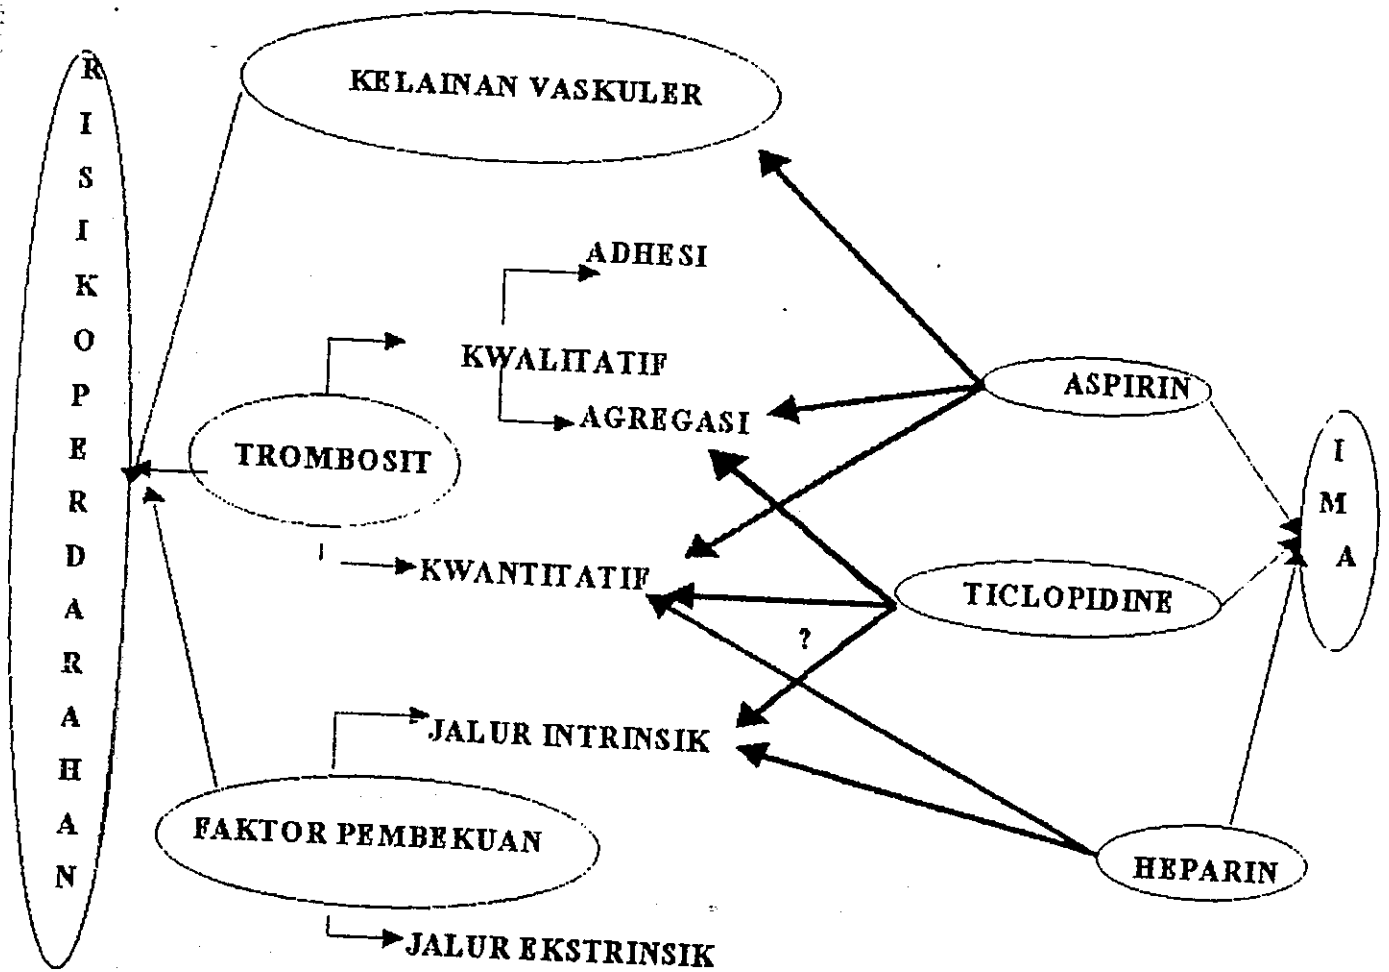 RISIKO PERDARAHAN
KELAINAN VASKULER
ADHESI
KWALITATIF
AGREGASI
TROMBOSIT
KWANTITATIF
?
JALUR INTRINSIK
FAKTOR PEMBEKUAN
JALUR EKSTRINSIK
ASPIRIN
TICLOPIDINE
HEPARIN
IMA